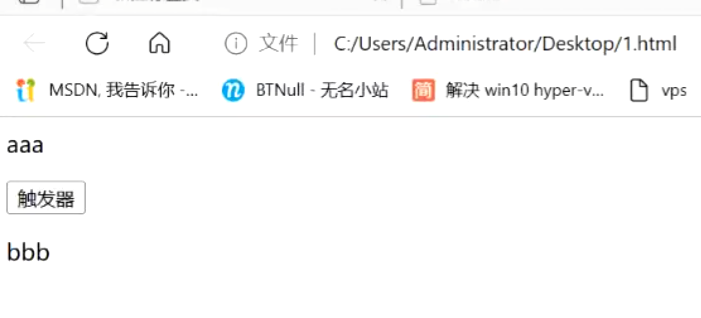 文件 | C:/Users/Administrator/Desktop/1.html
MSDN, 我告诉你 -... BTNull - 无名小站 简 解决 win10 hyper-v... vps
aaa
触发器
bbb